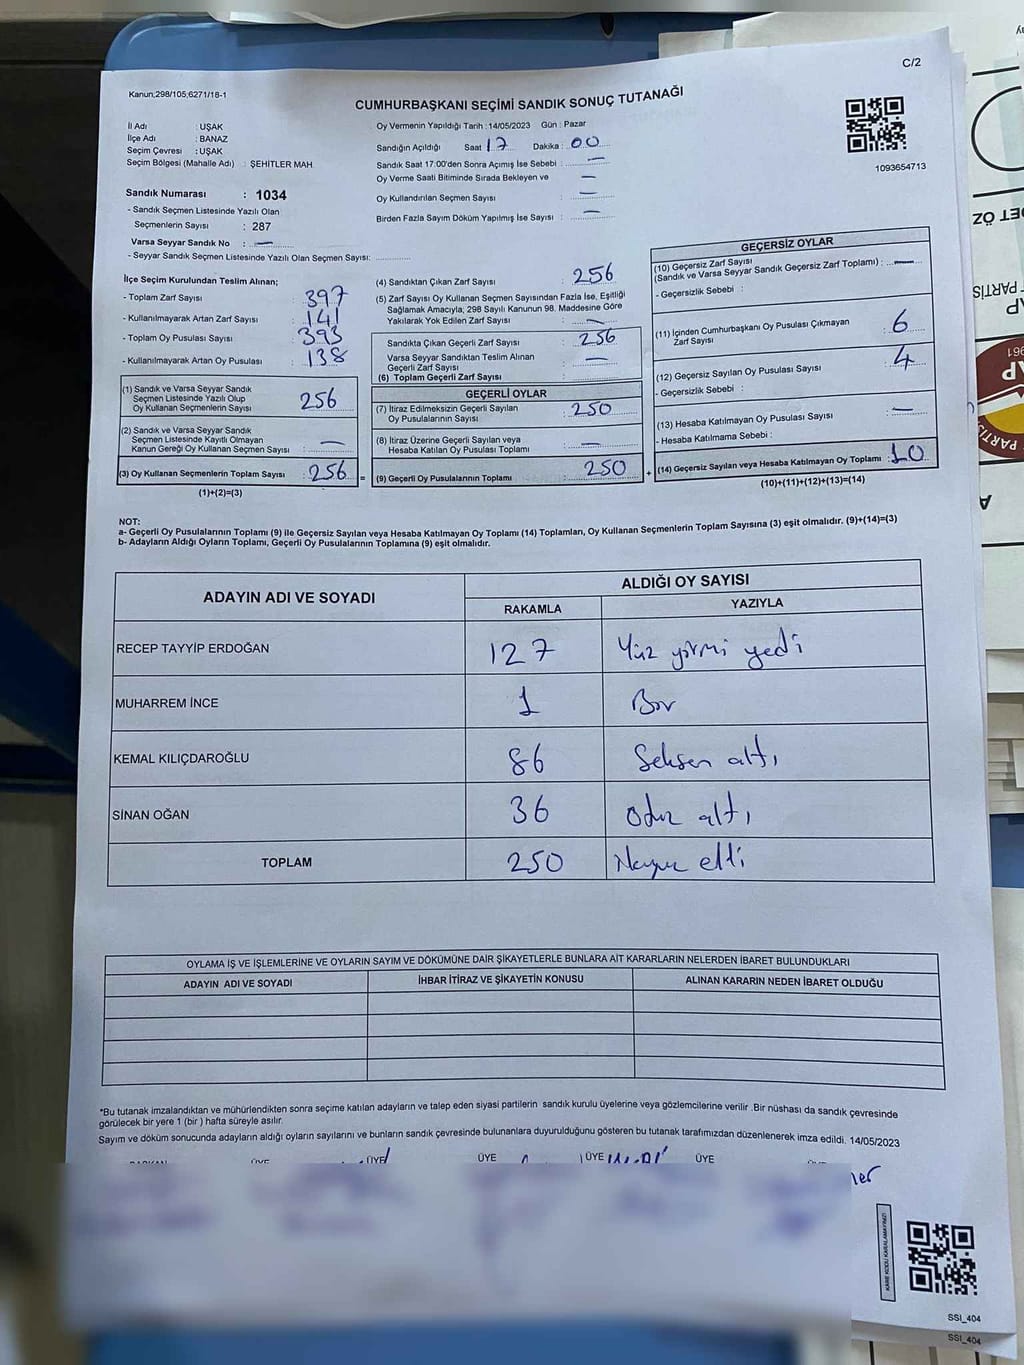 C/2
Kanun;298/105,6271/16-1
CUMHURBAŞKANI SEÇİMİ SANDIK SONUÇ TUTANAĞI
İl Adı : UŞAK
İlçe Adı : BANAZ
Seçim Çevresi : UŞAK
Seçim Bölgesi (Mahalle Adı) : ŞEHİTLER MAH
Oy Vermenin Yapıldığı Tarih :14/05/2023 Gün : Pazar
Sandığın Açıldığı Saat 17 Dakika : 00
Sandık Saat 17:00'den Sonra Açımış İse Sebebi : —
Oy Verme Saati Bitiminde Sırada Bekleyen ve —
Oy Kullandırılan Seçmen Sayısı : —
Birden Fazla Sayım Döküm Yapılmış İse Sayısı : —
1093654713
Sandık Numarası : 1034
- Sandık Seçmen Listesinde Yazılı Olan
Seçmenlerin Sayısı : 287
Varsa Seyyar Sandık No : —
- Seyyar Sandık Seçmen Listesinde Yazılı Olan Seçmen Sayısı:
İlçe Seçim Kurulundan Teslim Alınan;
- Toplam Zarf Sayısı : 397
- Kullanılmayarak Artan Zarf Sayısı : 141
- Toplam Oy Pusulası Sayısı : 393
- Kullanılmayarak Artan Oy Pusulası : 138
(1) Sandık ve Varsa Seyyar Sandık
Seçmen Listesinde Yazılı Olup
Oy Kullanan Seçmenlerin Sayısı : 256
(2) Sandık ve Varsa Seyyar Sandık
Seçmen Listesinde Kayıtlı Olmayan
Kanun Gereği Oy Kullanan Seçmen Sayısı : —
(3) Oy Kullanan Seçmenlerin Toplam Sayısı : 256
(1)+(2)=(3)
=
(4) Sandıktan Çıkan Zarf Sayısı : 256
(5) Zarf Sayısı Oy Kullanan Seçmen Sayısından Fazla İse, Eşitliği
Sağlamak Amacıyla; 298 Sayılı Kanunun 98. Maddesine Göre
Yakılarak Yok Edilen Zarf Sayısı : —
Sandıkta Çıkan Geçerli Zarf Sayısı : 256
Varsa Seyyar Sandıktan Teslim Alınan
Geçerli Zarf Sayısı : —
(6) Toplam Geçerli Zarf Sayısı :
GEÇERLİ OYLAR
(7) İtiraz Edilmeksizin Geçerli Sayılan
Oy Pusulalarının Sayısı : 250
(8) İtiraz Üzerine Geçerli Sayılan veya
Hesaba Katılan Oy Pusulası Toplamı : —
(9) Geçerli Oy Pusulalarının Toplamı : 250
+
GEÇERSİZ OYLAR
(10) Geçersiz Zarf Sayısı
(Sandık ve Varsa Seyyar Sandık Geçersiz Zarf Toplamı) : —
- Geçersizlik Sebebi :
(11) İçinden Cumhurbaşkanı Oy Pusulası Çıkmayan
Zarf Sayısı : 6
(12) Geçersiz Sayılan Oy Pusulası Sayısı : 4
- Geçersizlik Sebebi :
(13) Hesaba Katılmayan Oy Pusulası Sayısı : —
- Hesaba Katılmama Sebebi :
(14) Geçersiz Sayılan veya Hesaba Katılmayan Oy Toplamı : 10
(10)+(11)+(12)+(13)=(14)
NOT:
a- Geçerli Oy Pusulalarının Toplamı (9) ile Geçersiz Sayılan veya Hesaba Katılmayan Oy Toplamı (14) Toplamları, Oy Kullanan Seçmenlerin Toplam Sayısına (3) eşit olmalıdır. (9)+(14)=(3)
b- Adayların Aldığı Oyların Toplamı, Geçerli Oy Pusulalarının Toplamına (9) eşit olmalıdır.
ADAYIN ADI VE SOYADI
ALDIĞI OY SAYISI
RAKAMLA YAZIYLA
RECEP TAYYİP ERDOĞAN 127 Yüz yirmi yedi
MUHARREM İNCE 1 Bir
KEMAL KILIÇDAROĞLU 86 Seksen altı
SİNAN OĞAN 36 otuz altı
TOPLAM 250 elli
OYLAMA İŞ VE İŞLEMLERİNE VE OYLARIN SAYIM VE DÖKÜMÜNE DAİR ŞİKAYETLERLE BUNLARA AİT KARARLARIN NELERDEN İBARET BULUNDUKLARI
ADAYIN ADI VE SOYADI İHBAR İTİRAZ VE ŞİKAYETİN KONUSU ALINAN KARARIN NEDEN İBARET OLDUĞU
*Bu tutanak imzalandıktan ve mühürlendikten sonra seçime katılan adayların ve talep eden siyasi partilerin sandık kurulu üyelerine veya gözlemcilerine verilir .Bir nüshası da sandık çevresinde
görülecek bir yere 1 (bir ) hafta süreyle asılır.
Sayım ve döküm sonucunda adayların aldığı oyların sayılarını ve bunların sandık çevresinde bulunanlara duyurulduğunu gösteren bu tutanak tarafımızdan düzenlenerek imza edildi. 14/05/2023
ÜYE ÜYE ÜYE ÜYE ÜYE
KARE KODU KARALAMAYINIZ!
SSI_404
SSI_404